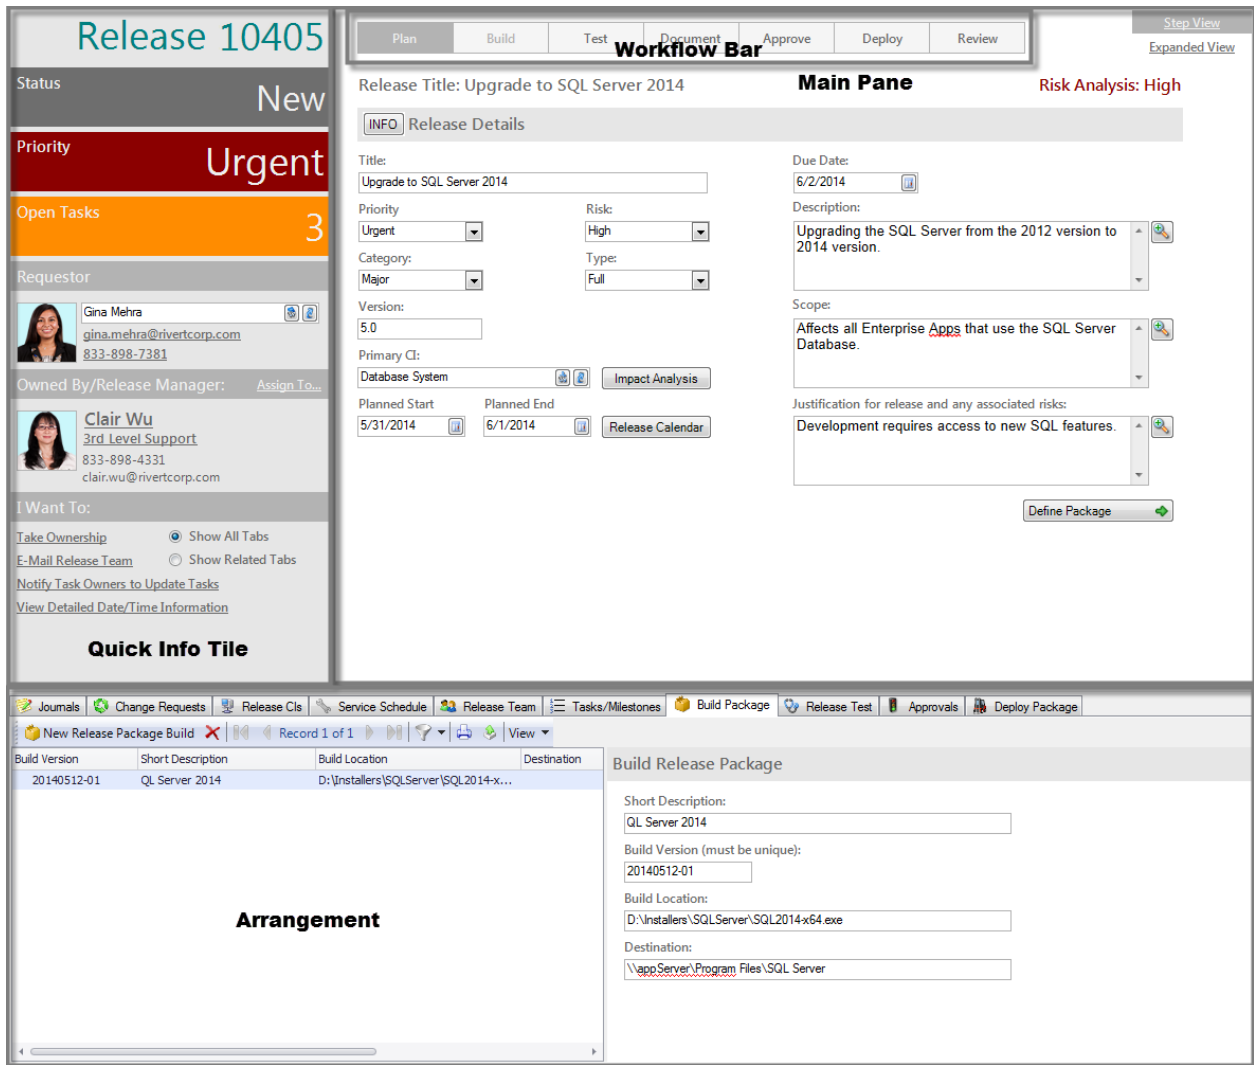 Release 10405
Status
New
Priority
Urgent
Open Tasks
3
Requestor
Gina Mehra
gina.mehra@rivertcorp.com
833-898-7381
Owned By/Release Manager: Assign To...
Clair Wu
3rd Level Support
833-898-4331
clair.wu@rivertcorp.com
I Want To:
Take Ownership Show All Tabs
E-Mail Release Team Show Related Tabs
Notify Task Owners to Update Tasks
View Detailed Date/Time Information
Quick Info Tile
Plan Build Test Document Approve Deploy Review
Workflow Bar
Step View
Expanded View
Main Pane
Release Title: Upgrade to SQL Server 2014 Risk Analysis: High
INFO Release Details
Title:
Upgrade to SQL Server 2014
Priority Risk:
Urgent High
Category: Type:
Major Full
Version:
5.0
Primary CI:
Database System Impact Analysis
Planned Start Planned End
5/31/2014 6/1/2014 Release Calendar
Due Date:
6/2/2014
Description:
Upgrading the SQL Server from the 2012 version to
2014 version.
Scope:
Affects all Enterprise Apps that use the SQL Server
Database.
Justification for release and any associated risks:
Development requires access to new SQL features.
Define Package
Journals Change Requests Release CIs Service Schedule Release Team Tasks/Milestones Build Package Release Test Approvals Deploy Package
New Release Package Build Record 1 of 1 View
Build Version Short Description Build Location Destination
20140512-01 QL Server 2014 D:\Installers\SQLServer\SQL2014-x...
Arrangement
Build Release Package
Short Description:
QL Server 2014
Build Version (must be unique):
20140512-01
Build Location:
D:\Installers\SQLServer\SQL2014-x64.exe
Destination:
\\appServer\Program Files\SQL Server